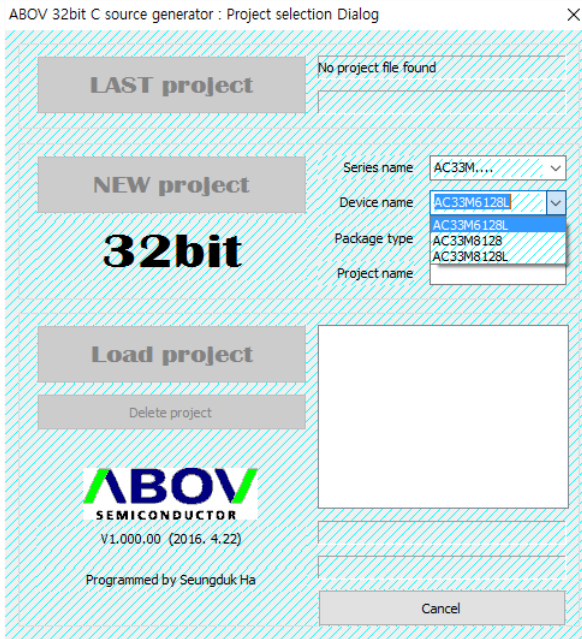 ABOV 32bit C source generator : Project selection Dialog
LAST project
No project file found
NEW project
32bit
Series name
AC33M....
Device name
AC33M6128L
AC33M6128L
AC33M8128
AC33M8128L
Package type
Project name
Load project
Delete project
ABOV
SEMICONDUCTOR
V1.000.00 (2016. 4.22)
Programmed by Seungduk Ha
Cancel